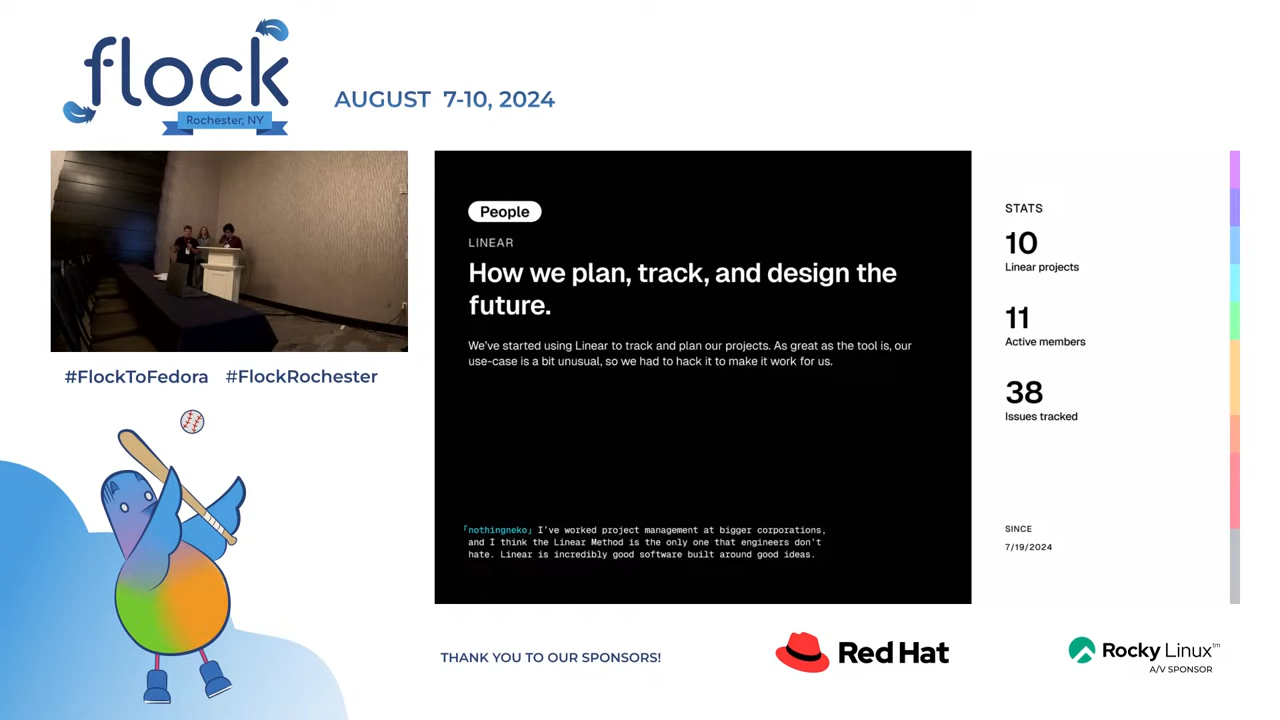 flock
Rochester, NY
AUGUST 7-10, 2024
People
LINEAR
How we plan, track, and design the
future.
We've started using Linear to track and plan our projects. As great as the tool is, our
use-case is a bit unusual, so we had to hack it to make it work for us.
「nothingneko」 I've worked project management at bigger corporations,
and I think the Linear Method is the only one that engineers don't
hate. Linear is incredibly good software built around good ideas.
STATS
10
Linear projects
11
Active members
38
Issues tracked
SINCE
7/19/2024
#FlockToFedora #FlockRochester
THANK YOU TO OUR SPONSORS!
Red Hat
Rocky Linux™
A/V SPONSOR